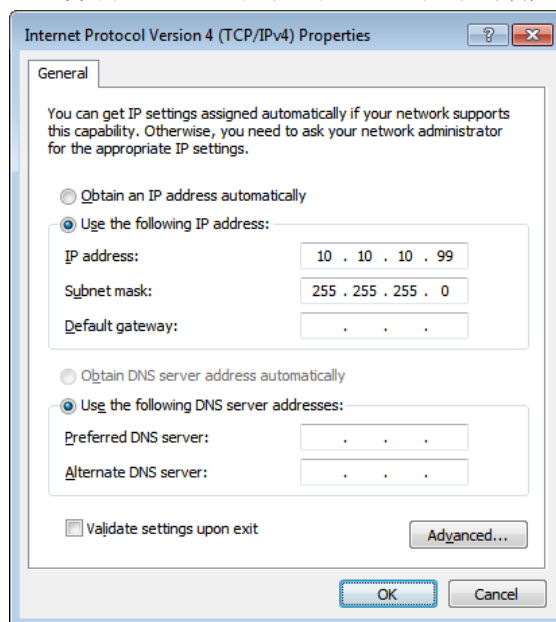 Internet Protocol Version 4 (TCP/IPv4) Properties
General
You can get IP settings assigned automatically if your network supports
this capability. Otherwise, you need to ask your network administrator
for the appropriate IP settings.
Obtain an IP address automatically
Use the following IP address:
IP address: 10 . 10 . 10 . 99
Subnet mask: 255 . 255 . 255 . 0
Default gateway: . . .
Obtain DNS server address automatically
Use the following DNS server addresses:
Preferred DNS server: . . .
Alternate DNS server: . . .
Validate settings upon exit
Advanced...
OK Cancel